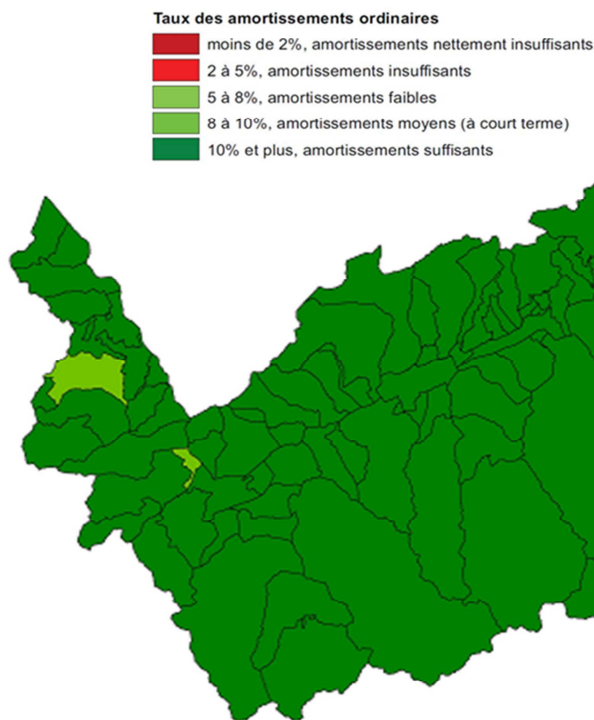 Taux des amortissements ordinaires
moins de 2%, amortissements nettement insuffisants
2 à 5%, amortissements insuffisants
5 à 8%, amortissements faibles
8 à 10%, amortissements moyens (à court terme)
10% et plus, amortissements suffisants